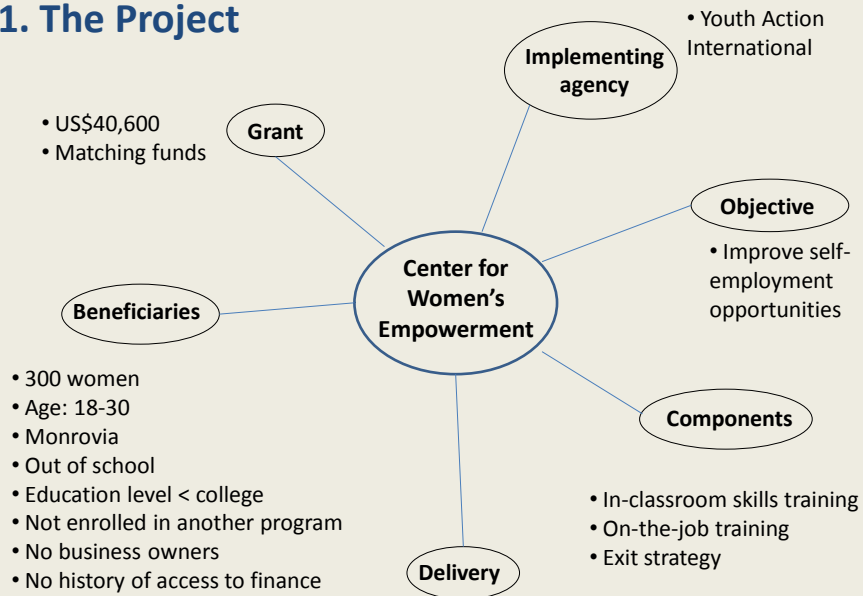 1. The Project
• Youth Action
International
Implementing
agency
• US$40,600
• Matching funds
Grant
Objective
• Improve self-
employment
opportunities
Center for
Women’s
Empowerment
Beneficiaries
• 300 women
• Age: 18-30
• Monrovia
• Out of school
• Education level < college
• Not enrolled in another program
• No business owners
• No history of access to finance
Components
• In-classroom skills training
• On-the-job training
• Exit strategy
Delivery